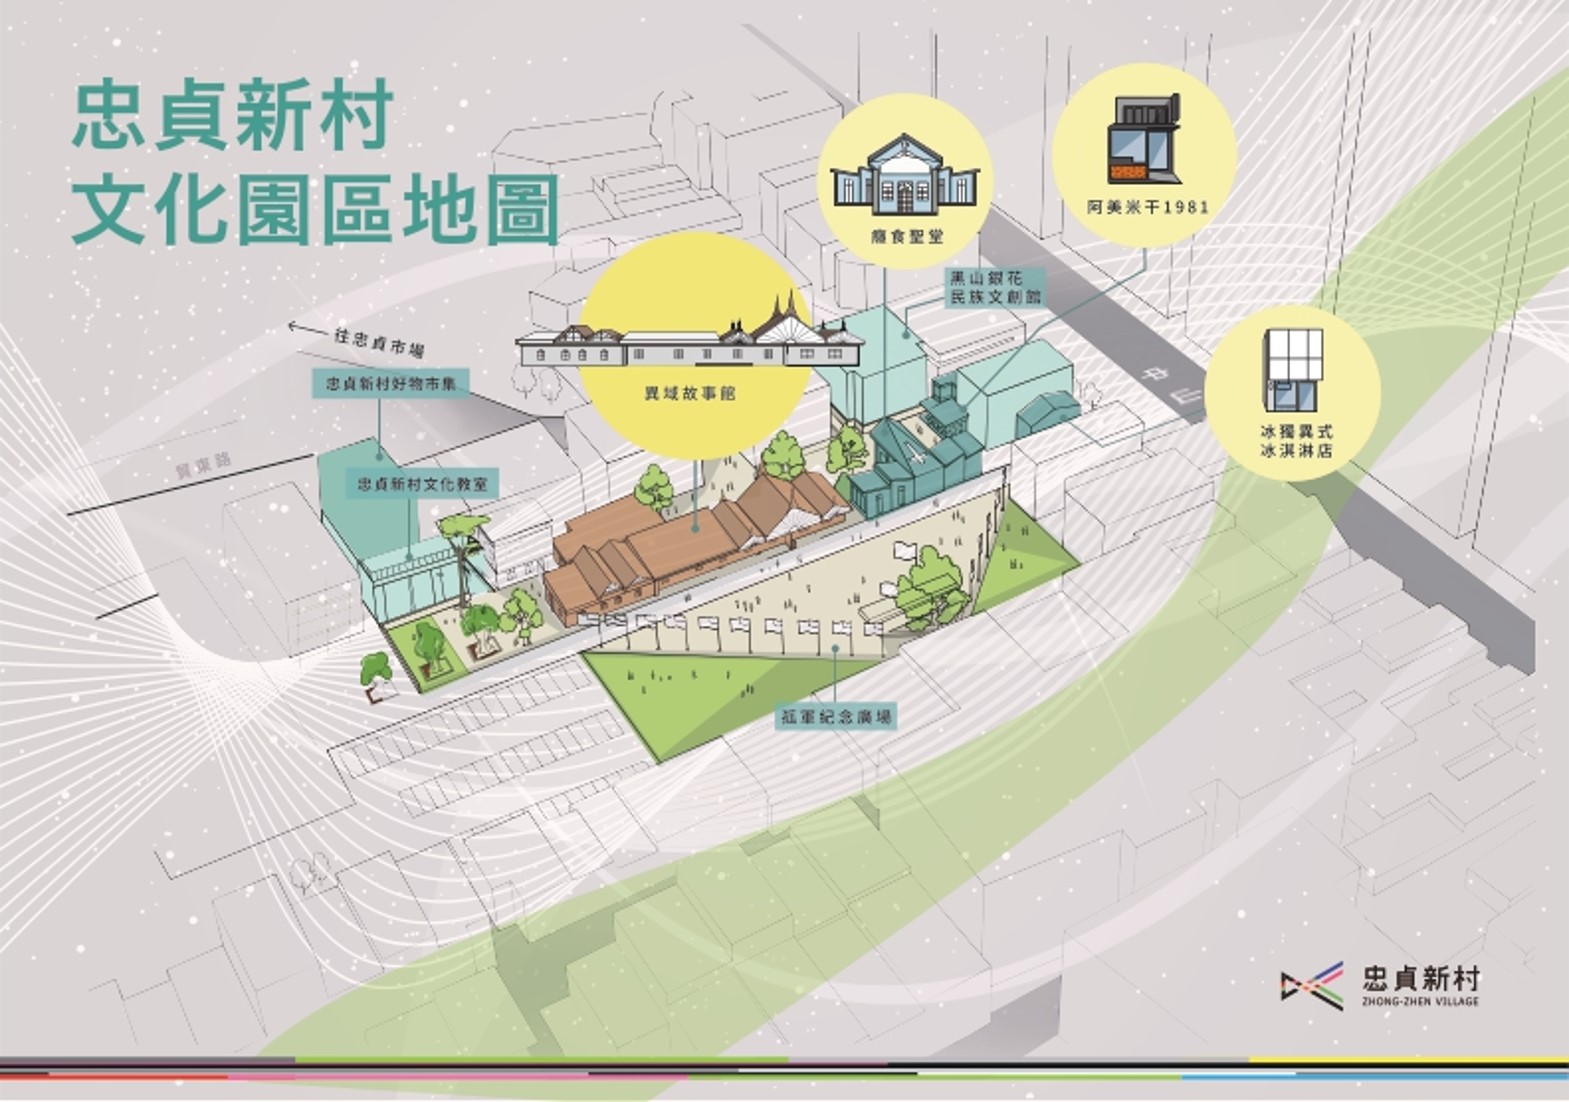 忠貞新村
文化園區地圖
癮食聖堂
阿美米干1981
黑山銀花
民族文創館
往忠貞市場
忠貞新村好物市集
異域故事館
中山
冰獨異式
冰淇淋店
貿東路
忠貞新村文化教室
孤軍紀念廣場
忠貞新村
ZHONG-ZHEN VILLAGE